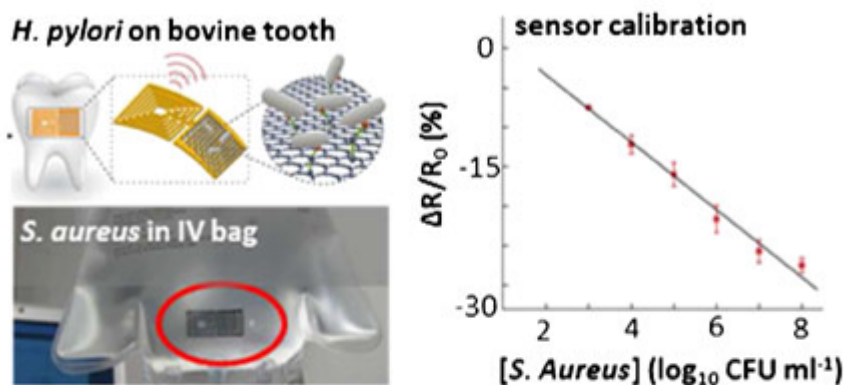 H. pylori on bovine tooth
S. aureus in IV bag
sensor calibration
ΔR/R₀ (%)
0
-15
-30
2 4 6 8
[S. Aureus] (log₁₀ CFU ml⁻¹)